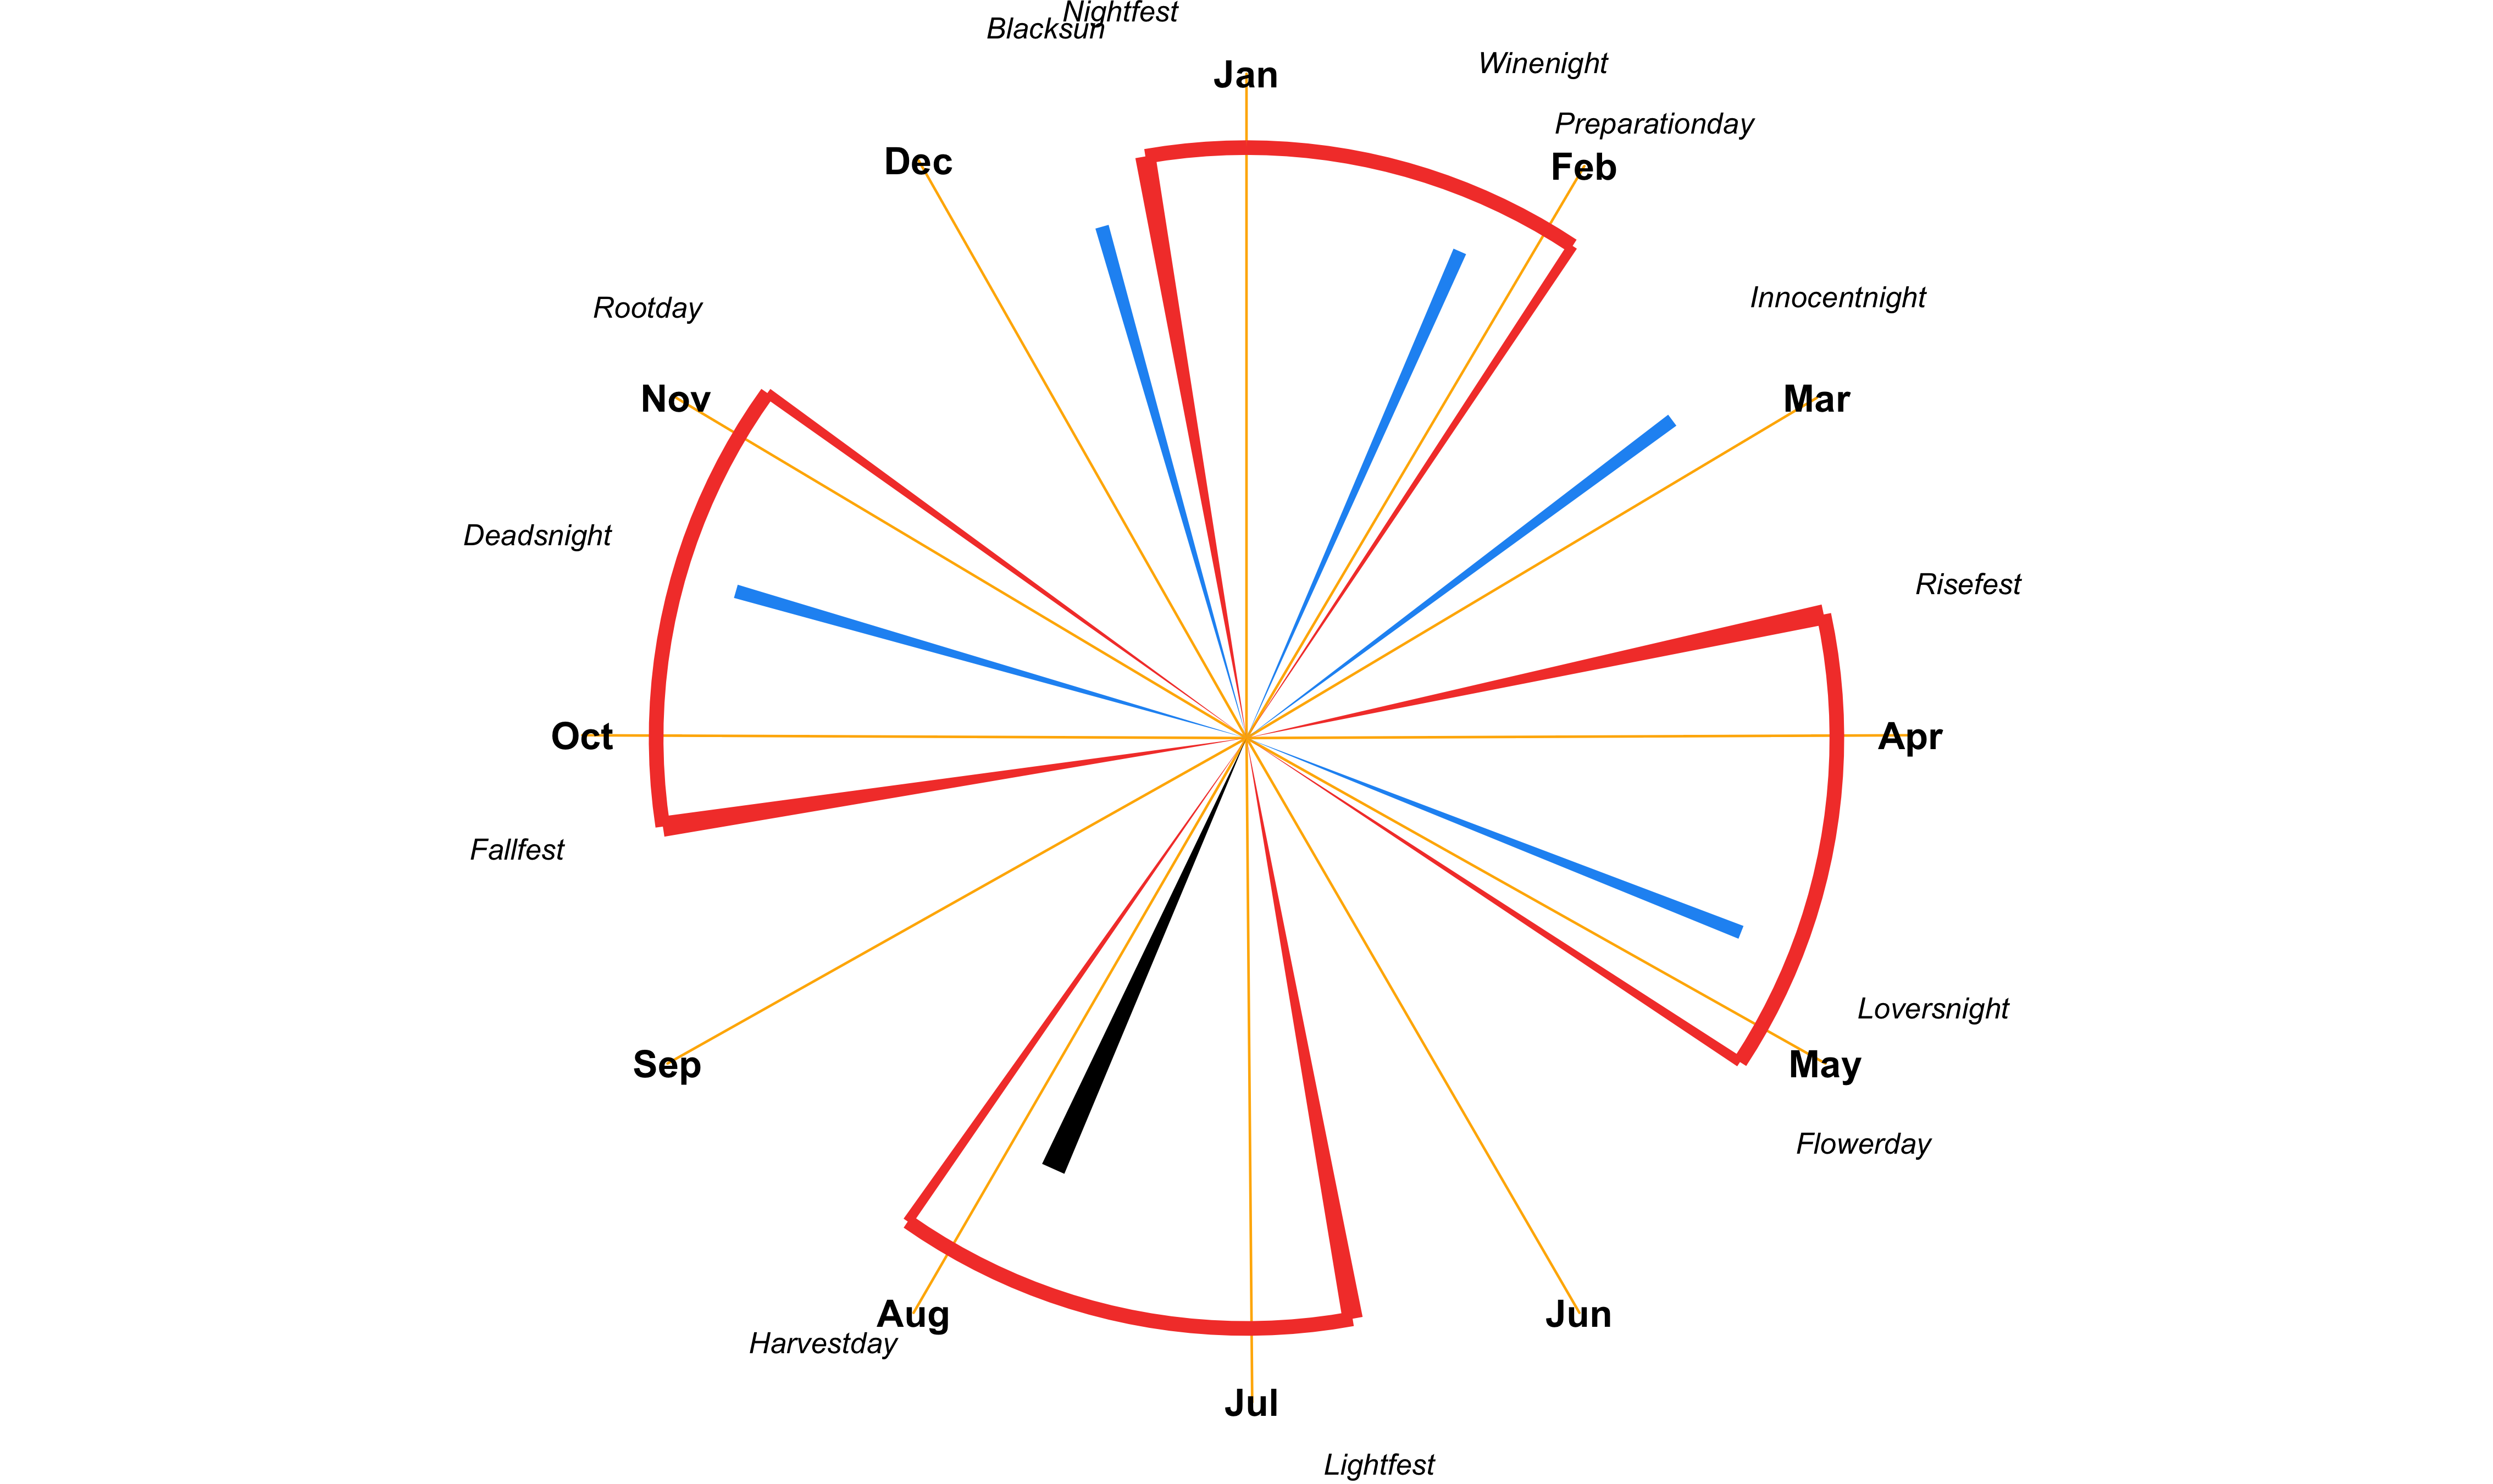 Nightfest
Blacksun
Jan
Winenight
Preparationday
Dec
Feb
Innocentnight
Rootday
Nov
Mar
Deadsnight
Risefest
Oct
Apr
Fallfest
Loversnight
Sep
May
Flowerday
Aug
Jun
Harvestday
Jul
Lightfest